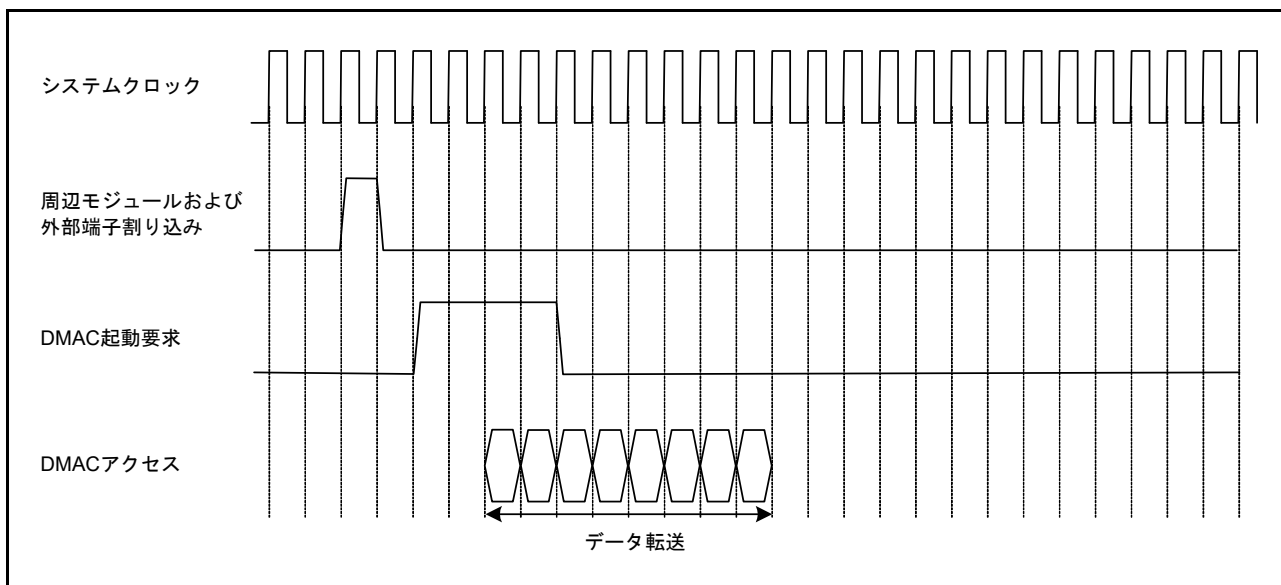 システムクロック
周辺モジュールおよび
外部端子割り込み
DMAC起動要求
DMACアクセス
データ転送